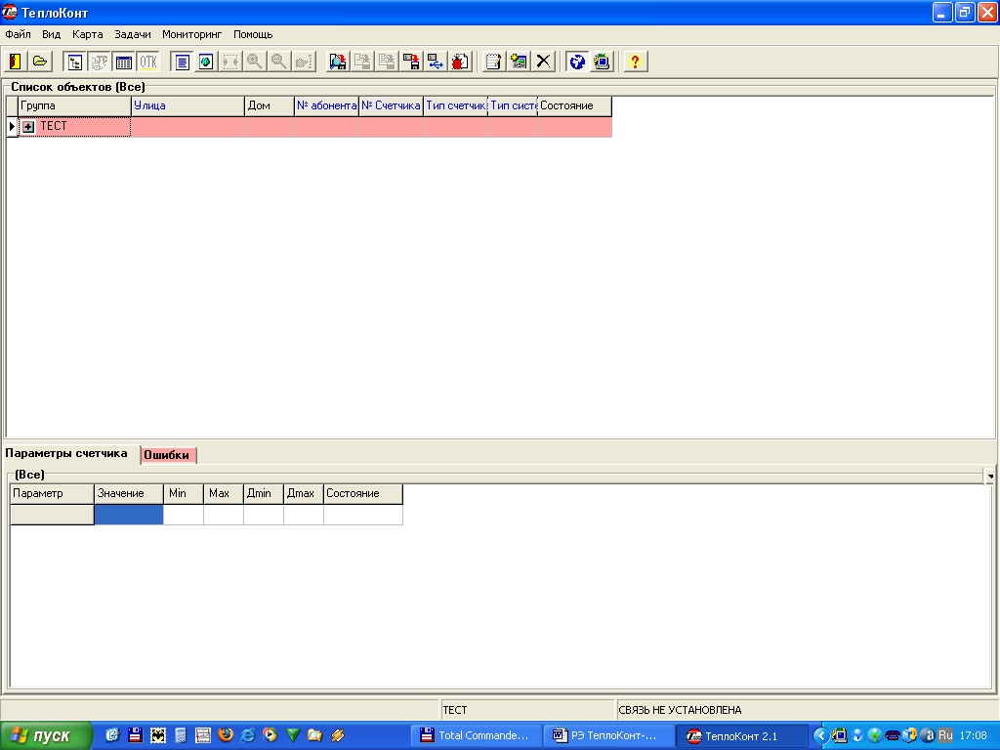 ТеплоКонт
Файл Вид Карта Задачи Мониторинг Помощь
ОТК ?
Список объектов (Все)
Группа Улица Дом № абонента № Счетчика Тип счетчик Тип систе Состояние
ТЕСТ
Параметры счетчика Ошибки
(Все)
Параметр Значение Min Max Дmin Дmax Состояние
ТЕСТ СВЯЗЬ НЕ УСТАНОВЛЕНА
пуск Total Commande... РЭ ТеплоКонт-... ТеплоКонт 2.1 Ru 17:08